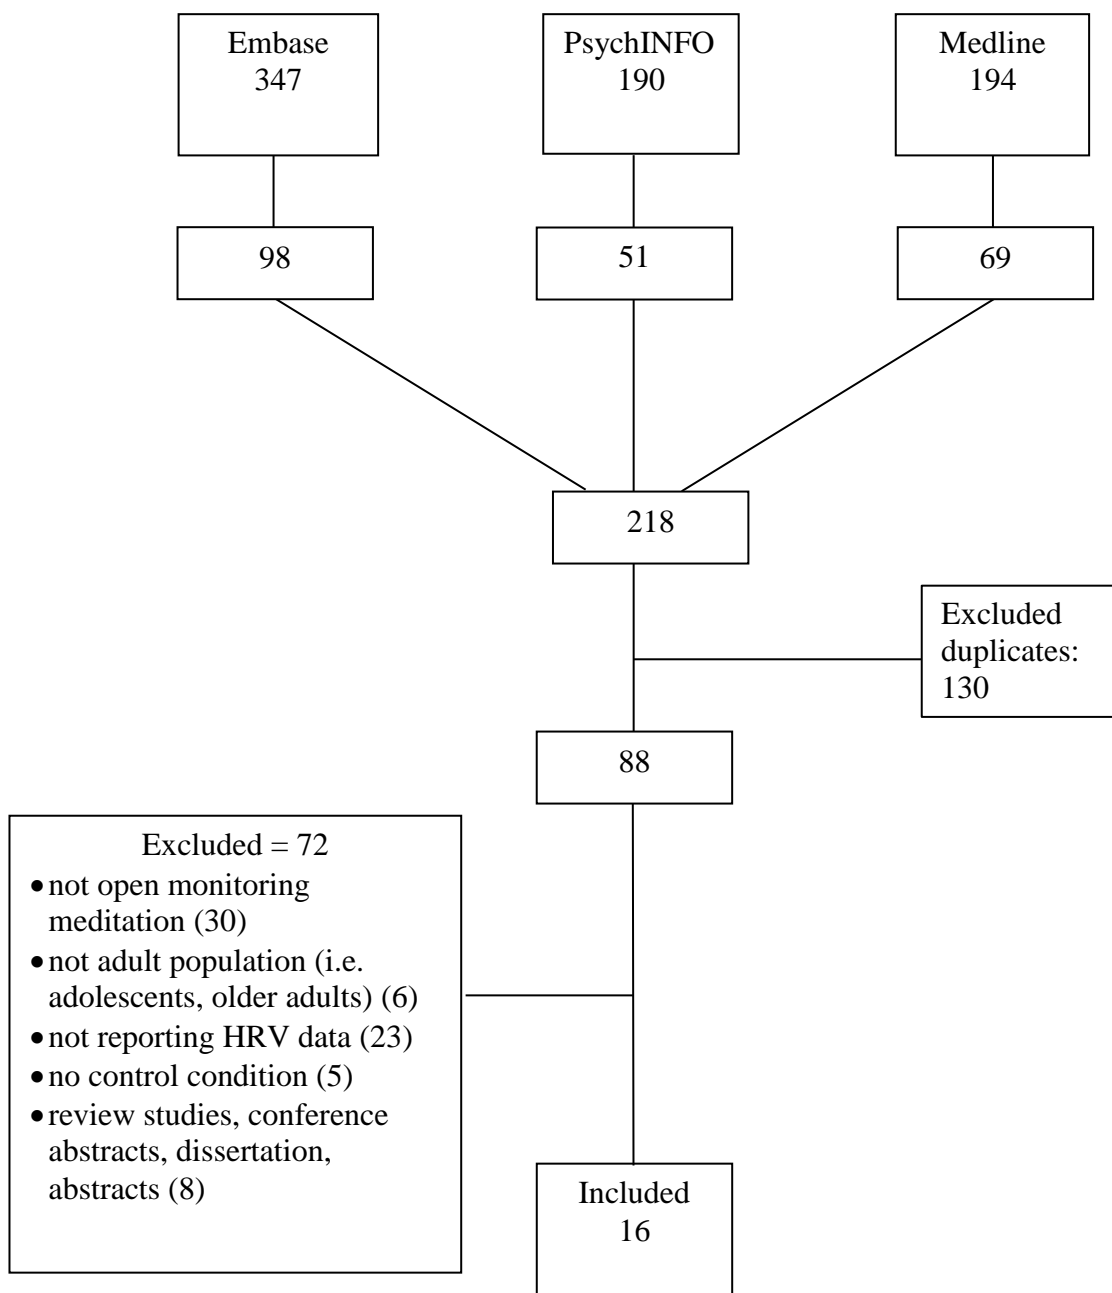 Embase
347
PsychINFO
190
Medline
194
98
51
69
218
Excluded
duplicates:
130
88
Excluded = 72
•not open monitoring
meditation (30)
•not adult population (i.e.
adolescents, older adults) (6)
•not reporting HRV data (23)
•no control condition (5)
•review studies, conference
abstracts, dissertation,
abstracts (8)
Included
16